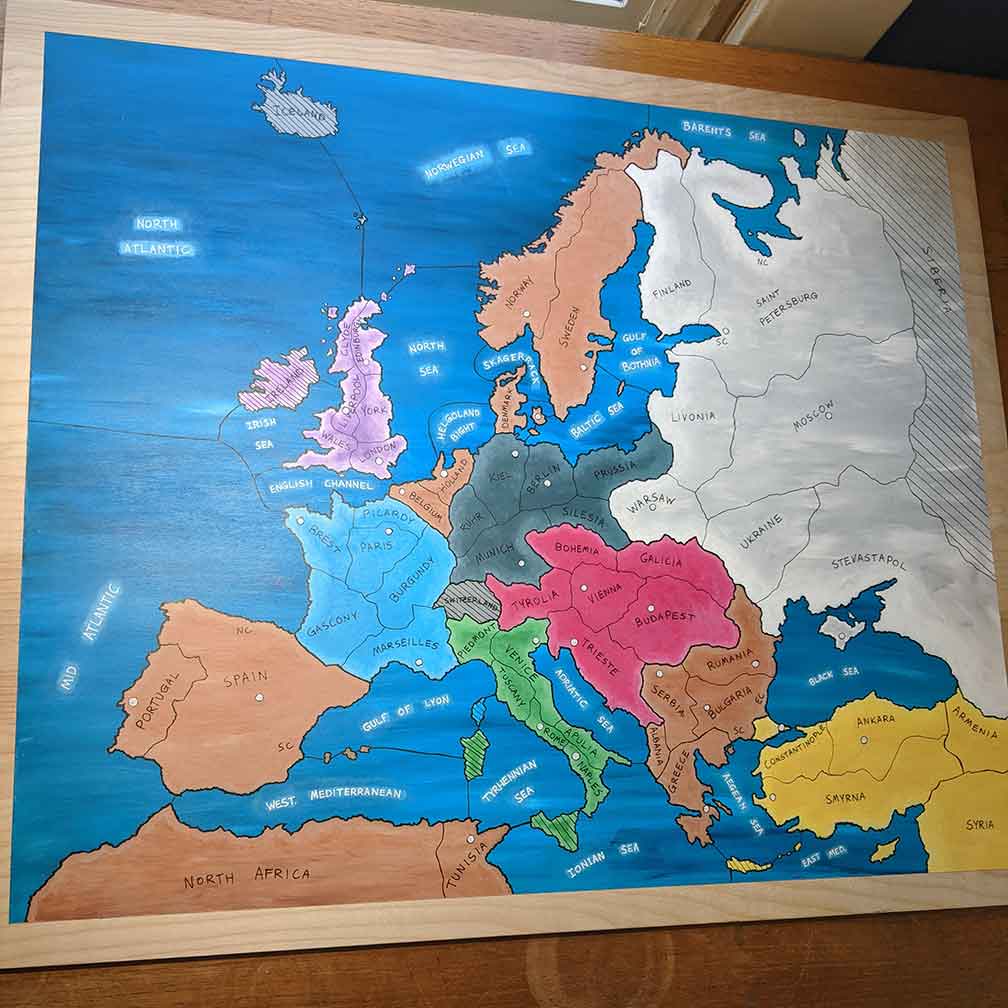 ICELAND
NORWEGIAN SEA
BARENTS SEA
NORTH
ATLANTIC
SIBERIA
NC
SAINT
PETERSBURG
FINLAND
SC
NORWAY
SWEDEN
CLYDE
EDINBURGH
NORTH
SEA
SKAGERRAK
GULF
OF
BOTHNIA
IRELAND
LIVERPOOL
YORK
DENMARK
IRISH
SEA
WALES
LONDON
HELGOLAND
BIGHT
BALTIC SEA
LIVONIA
MOSCOW
ENGLISH CHANNEL
HOLLAND
BELGIUM
KIEL
BERLIN
PRUSSIA
WARSAW
UKRAINE
BREST
PICARDY
PARIS
RUHR
SILESIA
MUNICH
BURGUNDY
BOHEMIA
GALICIA
STEVASTAPOL
MID ATLANTIC
GASCONY
SWITZERLAND
TYROLIA
VIENNA
BUDAPEST
NC
MARSEILLES
PIEDMONT
VENICE
TRIESTE
RUMANIA
PORTUGAL
SPAIN
GULF OF LYON
TUSCANY
ADRIATIC SEA
SERBIA
BULGARIA
EC
BLACK SEA
SC
SC
ROME
APULIA
NAPLES
ALBANIA
GREECE
CONSTANTINOPLE
ANKARA
ARMENIA
WEST MEDITERRANEAN
TYRHENNIAN
SEA
AEGEAN SEA
SMYRNA
SYRIA
NORTH AFRICA
TUNISIA
IONIAN SEA
EAST MED.